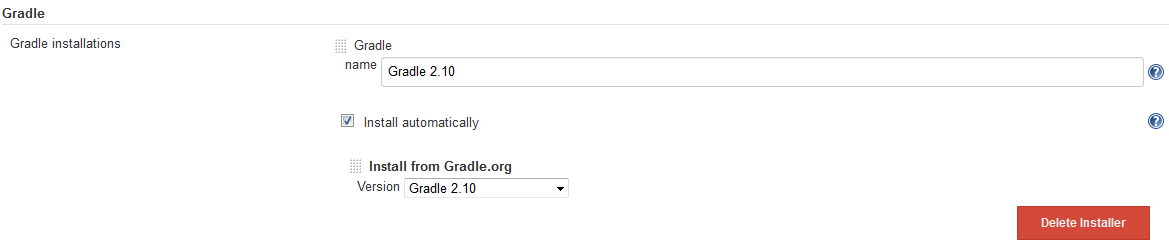 Gradle
Gradle installations
Gradle
name Gradle 2.10
Install automatically
Install from Gradle.org
Version Gradle 2.10
Delete Installer